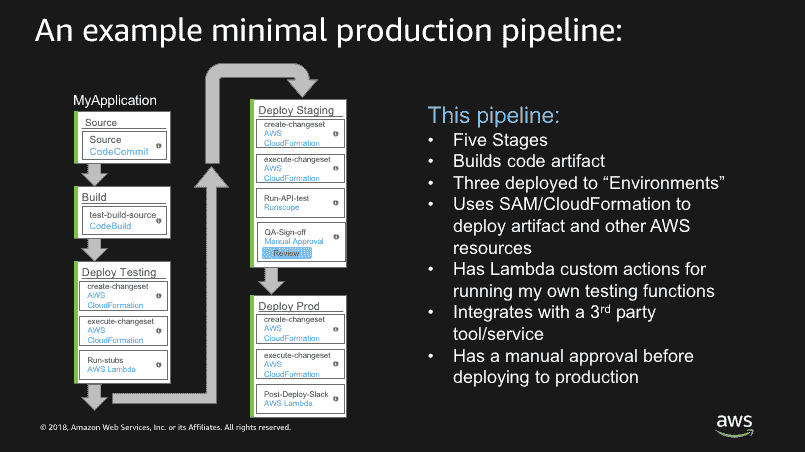 An example minimal production pipeline:
MyApplication
Source
Source
CodeCommit
Build
test-build-source
CodeBuild
Deploy Testing
create-changeset
AWS
CloudFormation
execute-changeset
AWS
CloudFormation
Run-stubs
AWS Lambda
Deploy Staging
create-changeset
AWS
CloudFormation
execute-changeset
AWS
CloudFormation
Run-API-test
Runscope
QA-Sign-off
Manual Approval
Review
Deploy Prod
create-changeset
AWS
CloudFormation
execute-changeset
AWS
CloudFormation
Post-Deploy-Slack
AWS Lambda
This pipeline:
• Five Stages
• Builds code artifact
• Three deployed to “Environments”
• Uses SAM/CloudFormation to
deploy artifact and other AWS
resources
• Has Lambda custom actions for
running my own testing functions
• Integrates with a 3rd party
tool/service
• Has a manual approval before
deploying to production
© 2018, Amazon Web Services, Inc. or its Affiliates. All rights reserved.
aws